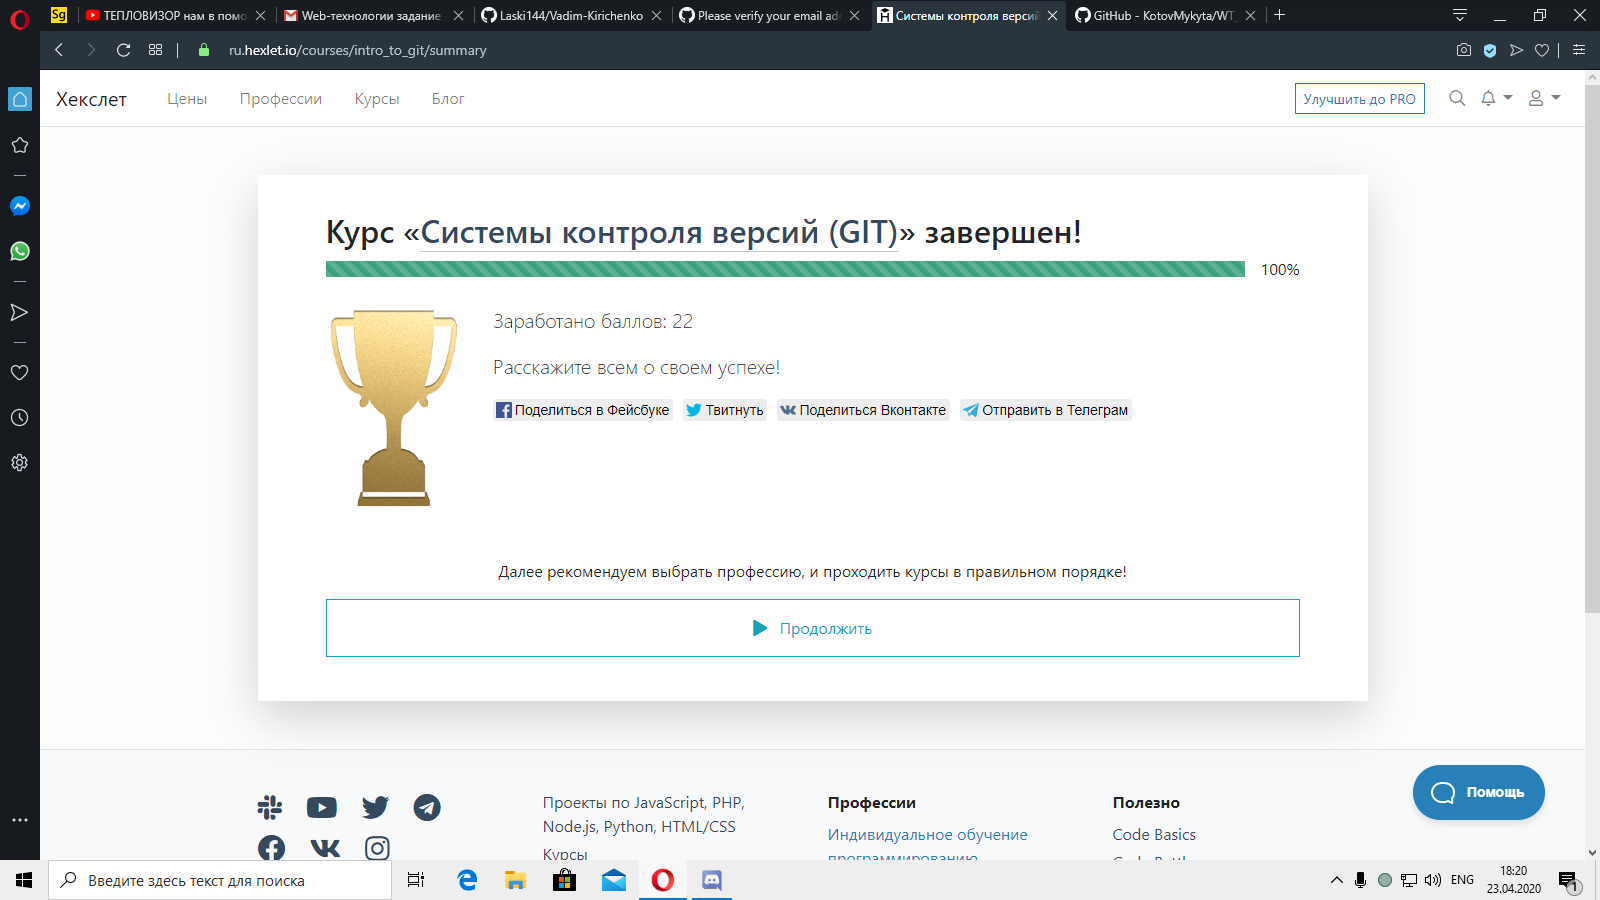 Sg
ТЕПЛОВИЗОР нам в помо
Web-технологии задание
Laski144/Vadim-Kirichenko
Please verify your email ad
Системы контроля версий
GitHub - KotovMykyta/WT_
ru.hexlet.io/courses/intro_to_git/summary
Хекслет
Цены
Профессии
Курсы
Блог
Улучшить до PRO
Курс «Системы контроля версий (GIT)» завершен!
100%
Заработано баллов: 22
Расскажите всем о своем успехе!
Поделиться в Фейсбуке
Твитнуть
Поделиться Вконтакте
Отправить в Телеграм
Далее рекомендуем выбрать профессию, и проходить курсы в правильном порядке!
Продолжить
Проекты по JavaScript, PHP,
Node.js, Python, HTML/CSS
Курсы
Профессии
Индивидуальное обучение
программированию
Полезно
Code Basics
Помощь
Введите здесь текст для поиска
ENG
18:20
23.04.2020
1